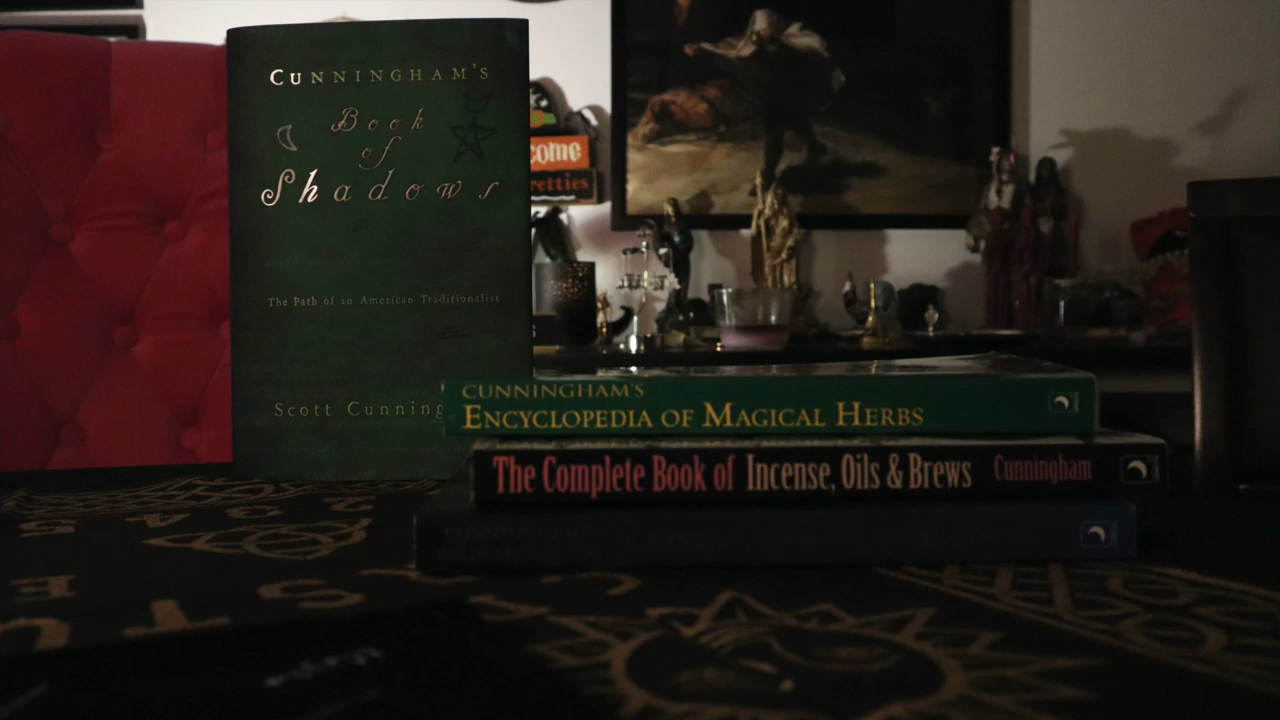 CUNNINGHAM'S
Book
of
Shadows
The Path of an American Traditionalist
Scott Cunning
come
retties
CUNNINGHAM'S
ENCYCLOPEDIA OF MAGICAL HERBS
The Complete Book of Incense, Oils & Brews Cunningham